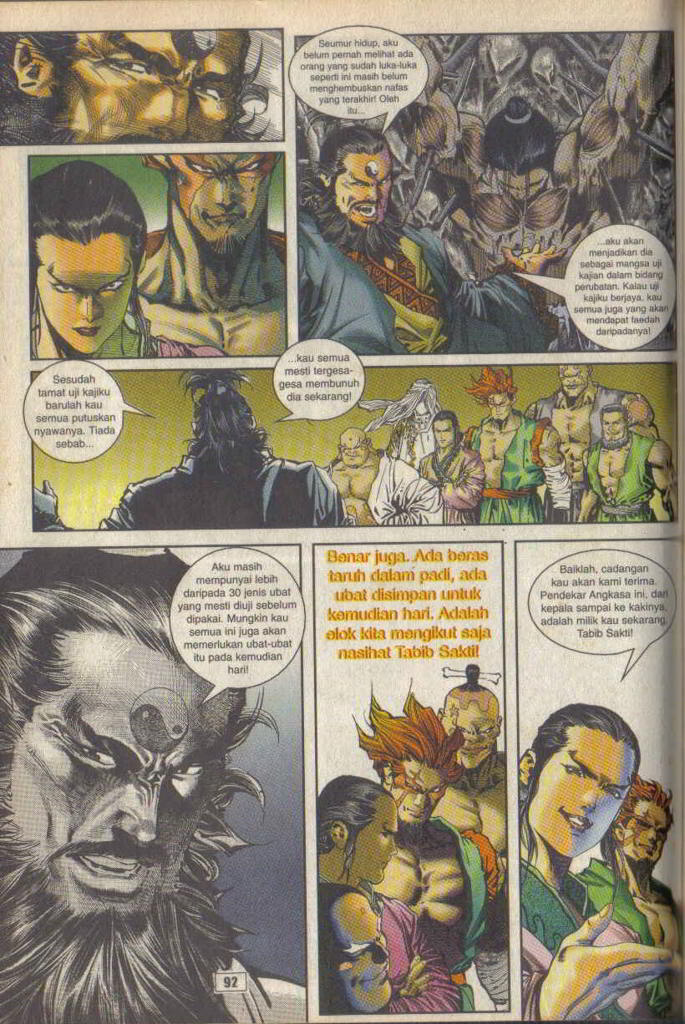 Seumur hidup, aku
belum pernah melihat ada
orang yang sudah luka-luka
seperti ini masih belum
menghembuskan nafas
yang terakhir! Oleh
itu...
...aku akan
menjadikan dia
sebagai mangsa uji
kajian dalam bidang
perubatan. Kalau uji
kajiku berjaya, kau
semua juga yang akan
mendapat faedah
daripadanya!
Sesudah
tamat uji kajiku
barulah kau
semua putuskan
nyawanya. Tiada
sebab...
...kau semua
mesti tergesa-
gesa membunuh
dia sekarang!
Aku masih
mempunyai lebih
daripada 30 jenis ubat
yang mesti diuji sebelum
dipakai. Mungkin kau
semua ini juga akan
memerlukan ubat-ubat
itu pada kemudian
hari!
Benar juga. Ada beras
taruh dalam padi, ada
ubat disimpan untuk
kemudian hari. Adalah
elok kita mengikut saja
nasihat Tabib Sakti!
Baiklah, cadangan
kau akan kami terima.
Pendekar Angkasa ini, dari
kepala sampai ke kakinya,
adalah milik kau sekarang,
Tabib Sakti!
92